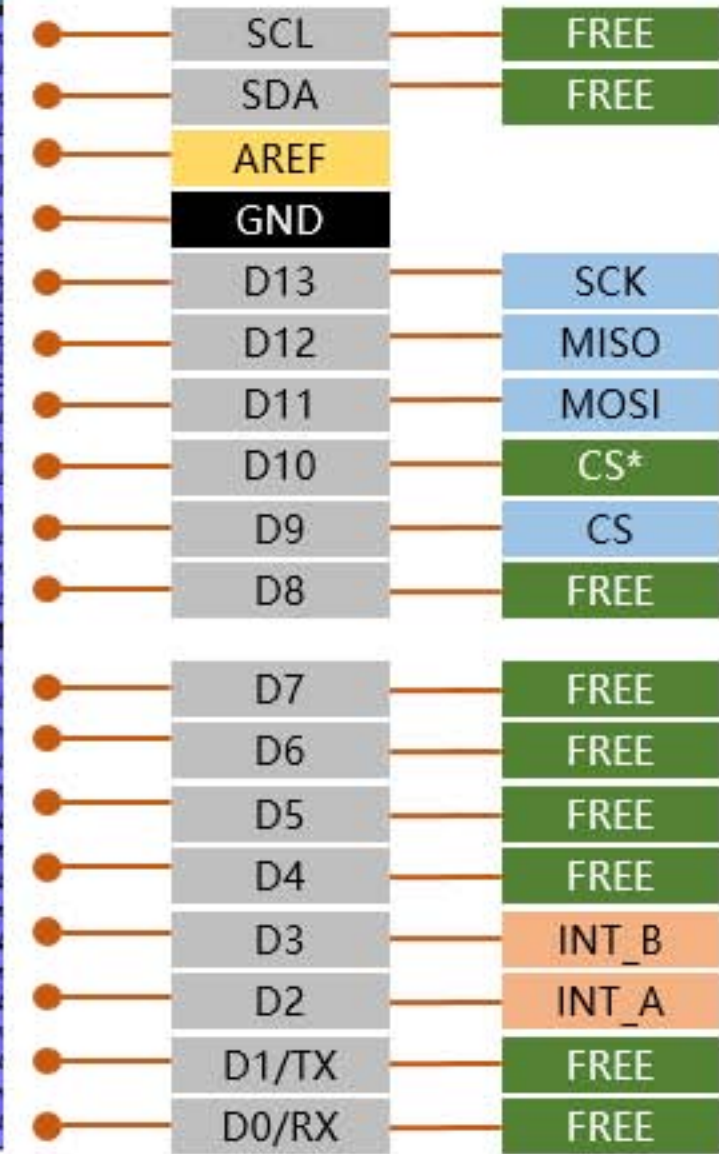 SCL FREE
SDA FREE
AREF
GND
D13 SCK
D12 MISO
D11 MOSI
D10 CS*
D9 CS
D8 FREE
D7 FREE
D6 FREE
D5 FREE
D4 FREE
D3 INT_B
D2 INT_A
D1/TX FREE
D0/RX FREE